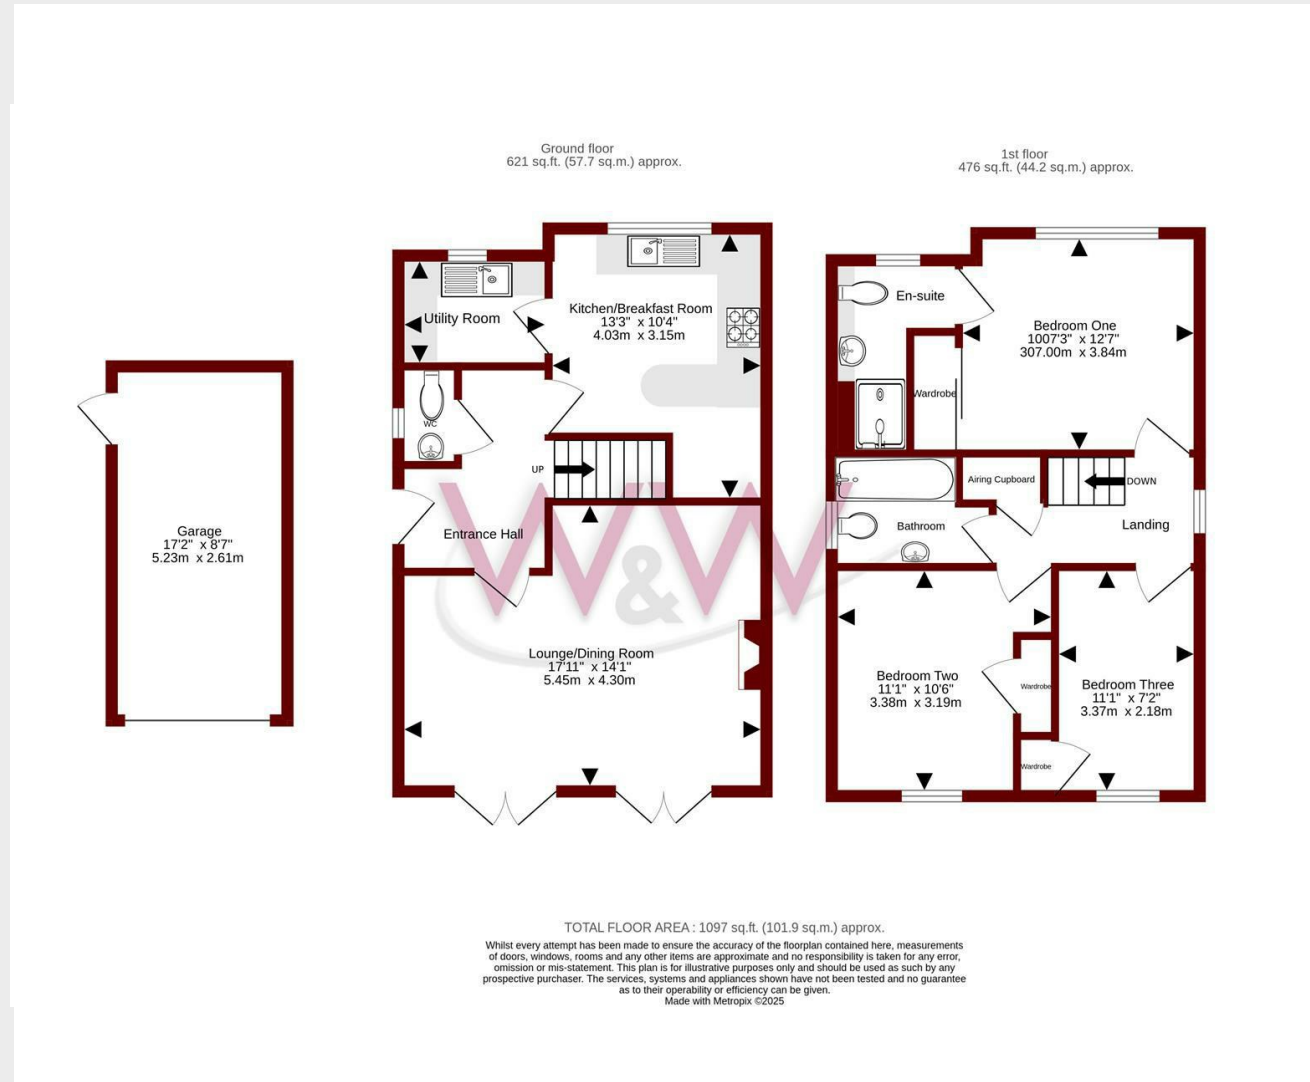 Ground floor
621 sq.ft. (57.7 sq.m.) approx.
1st floor
476 sq.ft. (44.2 sq.m.) approx.
Utility Room
Kitchen/Breakfast Room
13'3" x 10'4"
4.03m x 3.15m
WC
UP
Entrance Hall
Garage
17'2" x 8'7"
5.23m x 2.61m
Lounge/Dining Room
17'11" x 14'1"
5.45m x 4.30m
W&W
En-suite
Bedroom One
1007'3" x 12'7"
307.00m x 3.84m
Wardrobe
Airing Cupboard
DOWN
Bathroom
Landing
Bedroom Two
11'1" x 10'6"
3.38m x 3.19m
Wardrobe
Bedroom Three
11'1" x 7'2"
3.37m x 2.18m
Wardrobe
TOTAL FLOOR AREA : 1097 sq.ft. (101.9 sq.m.) approx.
Whilst every attempt has been made to ensure the accuracy of the floorplan contained here, measurements
of doors, windows, rooms and any other items are approximate and no responsibility is taken for any error,
omission or mis-statement. This plan is for illustrative purposes only and should be used as such by any
prospective purchaser. The services, systems and appliances shown have not been tested and no guarantee
as to their operability or efficiency can be given.
Made with Metropix ©2025